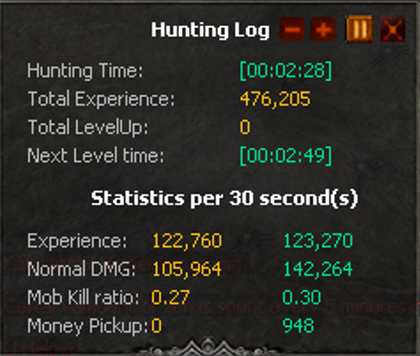 Hunting Log
Hunting Time: [00:02:28]
Total Experience: 476,205
Total LevelUp: 0
Next Level time: [00:02:49]
Statistics per 30 second(s)
Experience: 122,760 123,270
Normal DMG: 105,964 142,264
Mob Kill ratio: 0.27 0.30
Money Pickup: 0 948